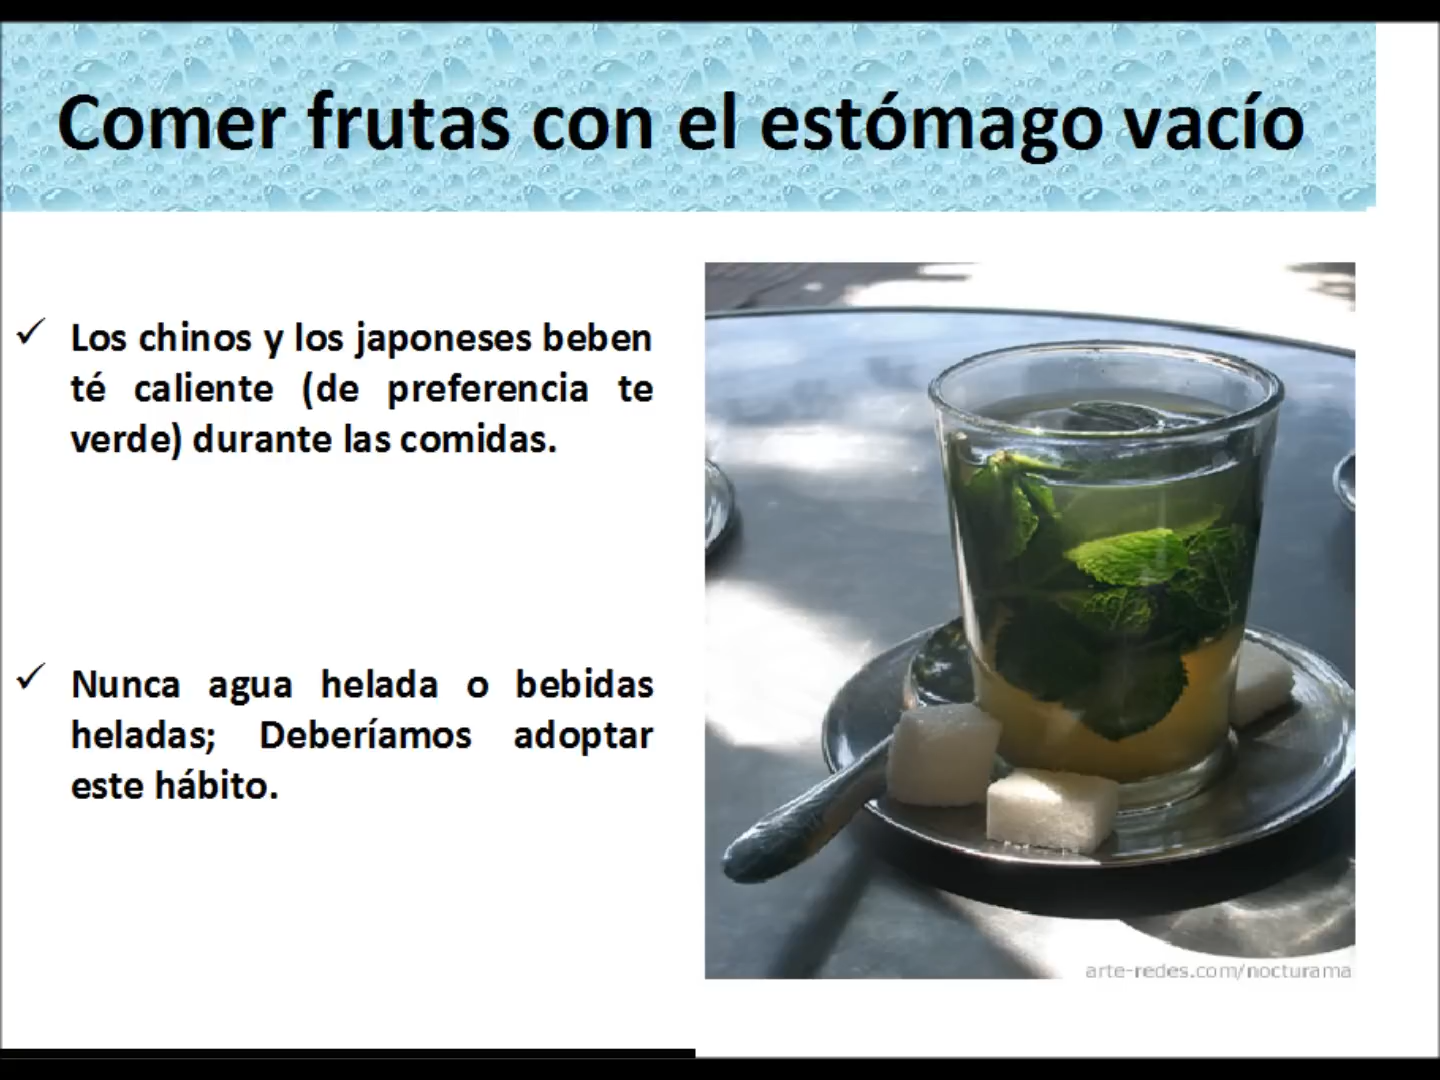 Comer frutas con el estómago vacío
✓ Los chinos y los japoneses beben
té caliente (de preferencia te
verde) durante las comidas.
✓ Nunca agua helada o bebidas
heladas; Deberíamos adoptar
este hábito.
arte-redes.com/nocturama